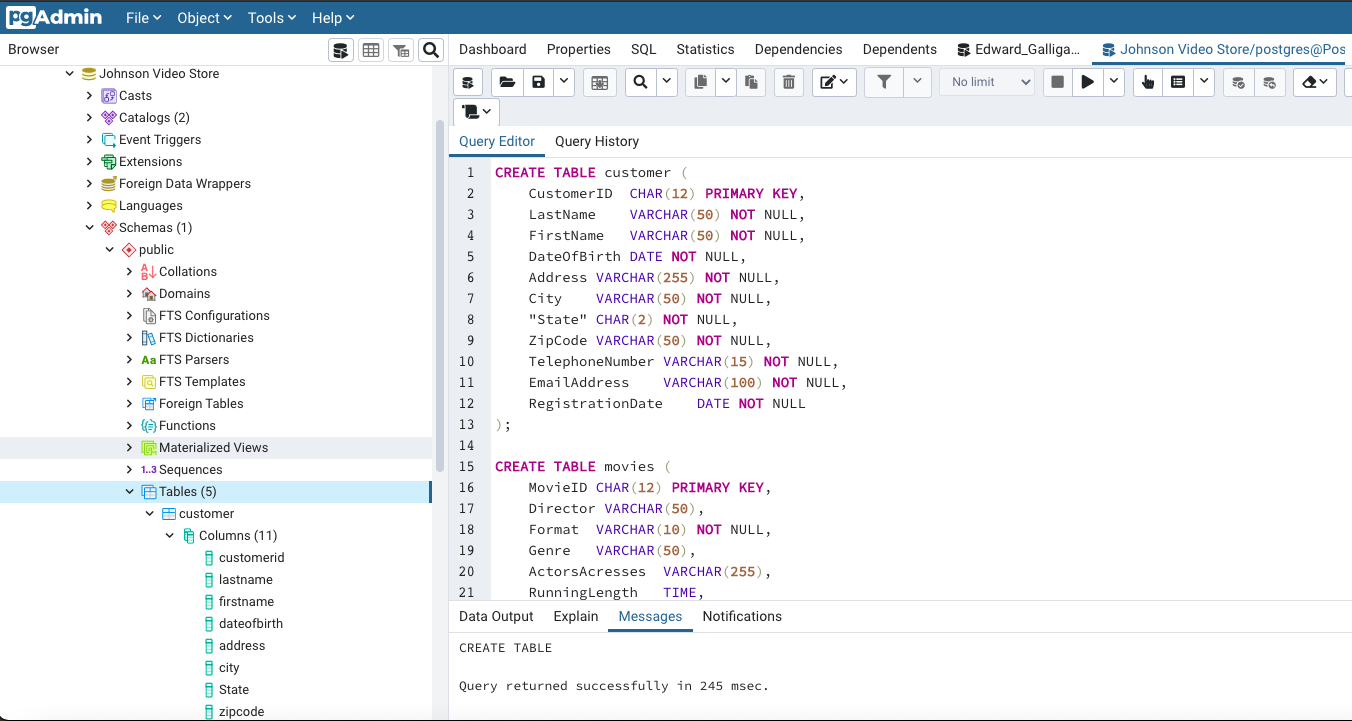 pgAdmin File Object Tools Help
Browser
Dashboard Properties SQL Statistics Dependencies Dependents Edward_Galliga... Johnson Video Store/postgres@Pos
No limit
Johnson Video Store
Casts
Catalogs (2)
Event Triggers
Extensions
Foreign Data Wrappers
Languages
Schemas (1)
public
Collations
Domains
FTS Configurations
FTS Dictionaries
Aa FTS Parsers
FTS Templates
Foreign Tables
Functions
Materialized Views
1..3 Sequences
Tables (5)
customer
Columns (11)
customerid
lastname
firstname
dateofbirth
address
city
State
zipcode
Query Editor Query History
1 CREATE TABLE customer (
2 CustomerID CHAR(12) PRIMARY KEY,
3 LastName VARCHAR(50) NOT NULL,
4 FirstName VARCHAR(50) NOT NULL,
5 DateOfBirth DATE NOT NULL,
6 Address VARCHAR(255) NOT NULL,
7 City VARCHAR(50) NOT NULL,
8 "State" CHAR(2) NOT NULL,
9 ZipCode VARCHAR(50) NOT NULL,
10 TelephoneNumber VARCHAR(15) NOT NULL,
11 EmailAddress VARCHAR(100) NOT NULL,
12 RegistrationDate DATE NOT NULL
13 );
14
15 CREATE TABLE movies (
16 MovieID CHAR(12) PRIMARY KEY,
17 Director VARCHAR(50),
18 Format VARCHAR(10) NOT NULL,
19 Genre VARCHAR(50),
20 ActorsAcresses VARCHAR(255),
21 RunningLength TIME,
Data Output Explain Messages Notifications
CREATE TABLE
Query returned successfully in 245 msec.